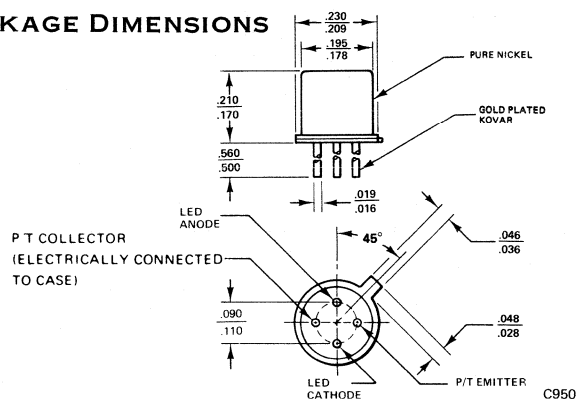 KAGE DIMENSIONS
.230
.209
.195
.178
PURE NICKEL
.210
.170
GOLD PLATED
KOVAR
.560
.500
.019
.016
LED
ANODE
45°
.046
.036
P T COLLECTOR
(ELECTRICALLY CONNECTED
TO CASE)
.090
.110
.048
.028
LED
CATHODE
P/T EMITTER
C950